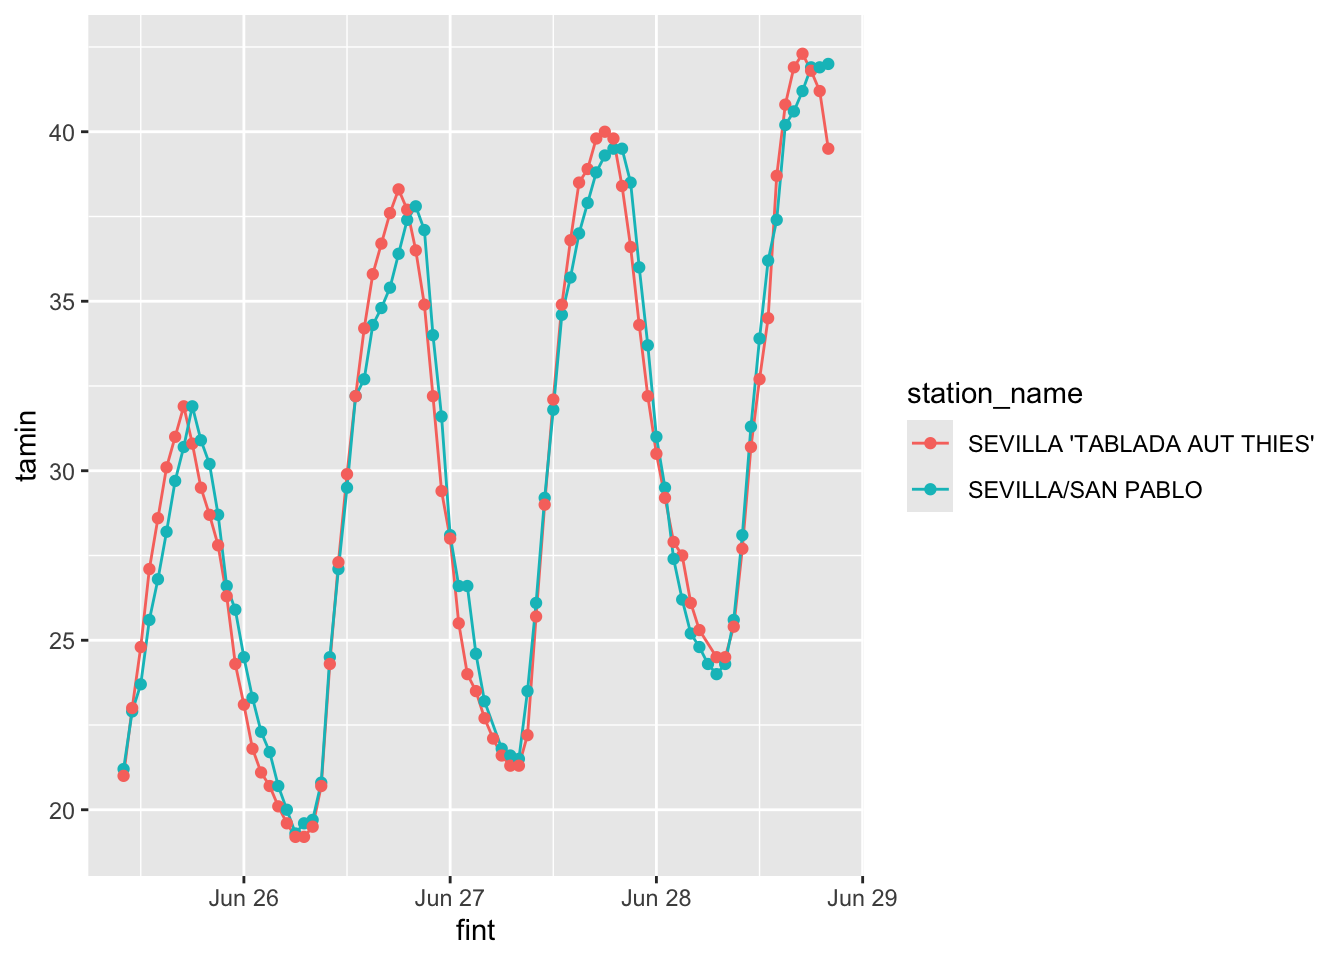 40
35
30
25
20
tamin
Jun 26
Jun 27
Jun 28
Jun 29
fint
station_name
SEVILLA 'TABLADA AUT THIES'
SEVILLA/SAN PABLO